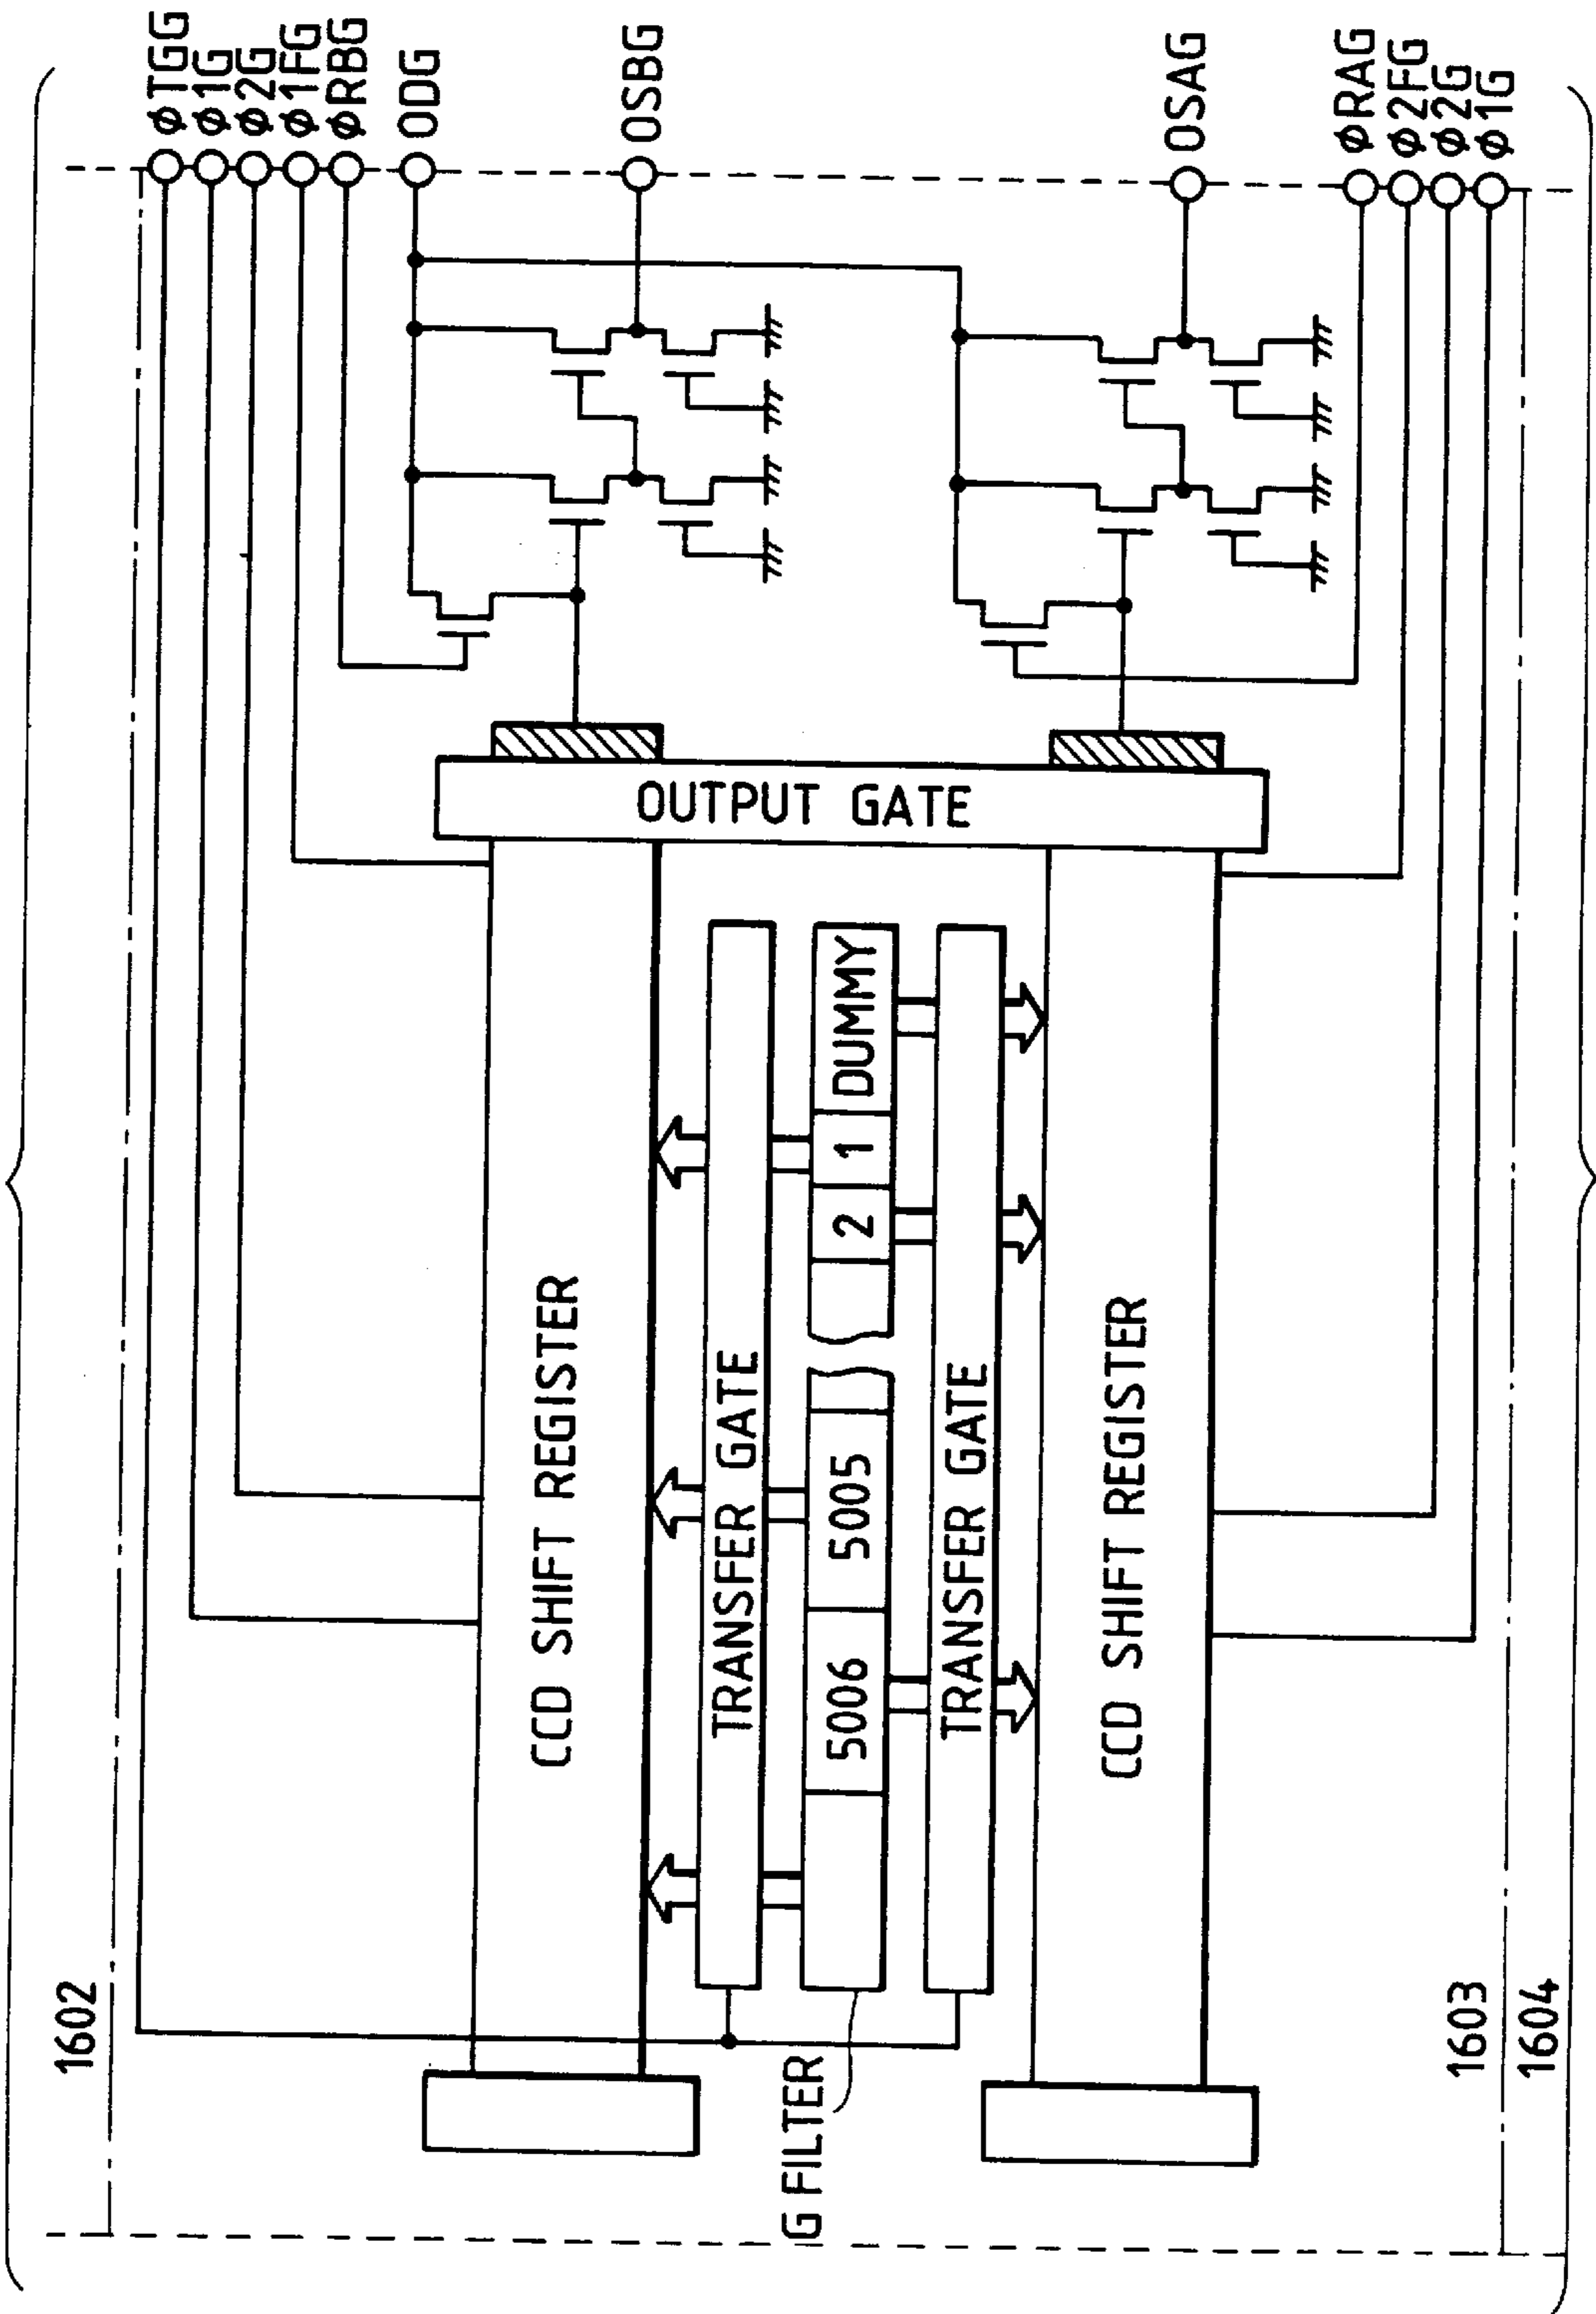 1602
φTGG
φ1G
φ2G
φ1FG
φRBG
ODG
OSBG
OSAG
φRAG
φ2FG
φ2G
φ1G
CCD SHIFT REGISTER
TRANSFER GATE
5006
5005
2
1
DUMMY
OUTPUT GATE
G FILTER
TRANSFER GATE
CCD SHIFT REGISTER
1603
1604